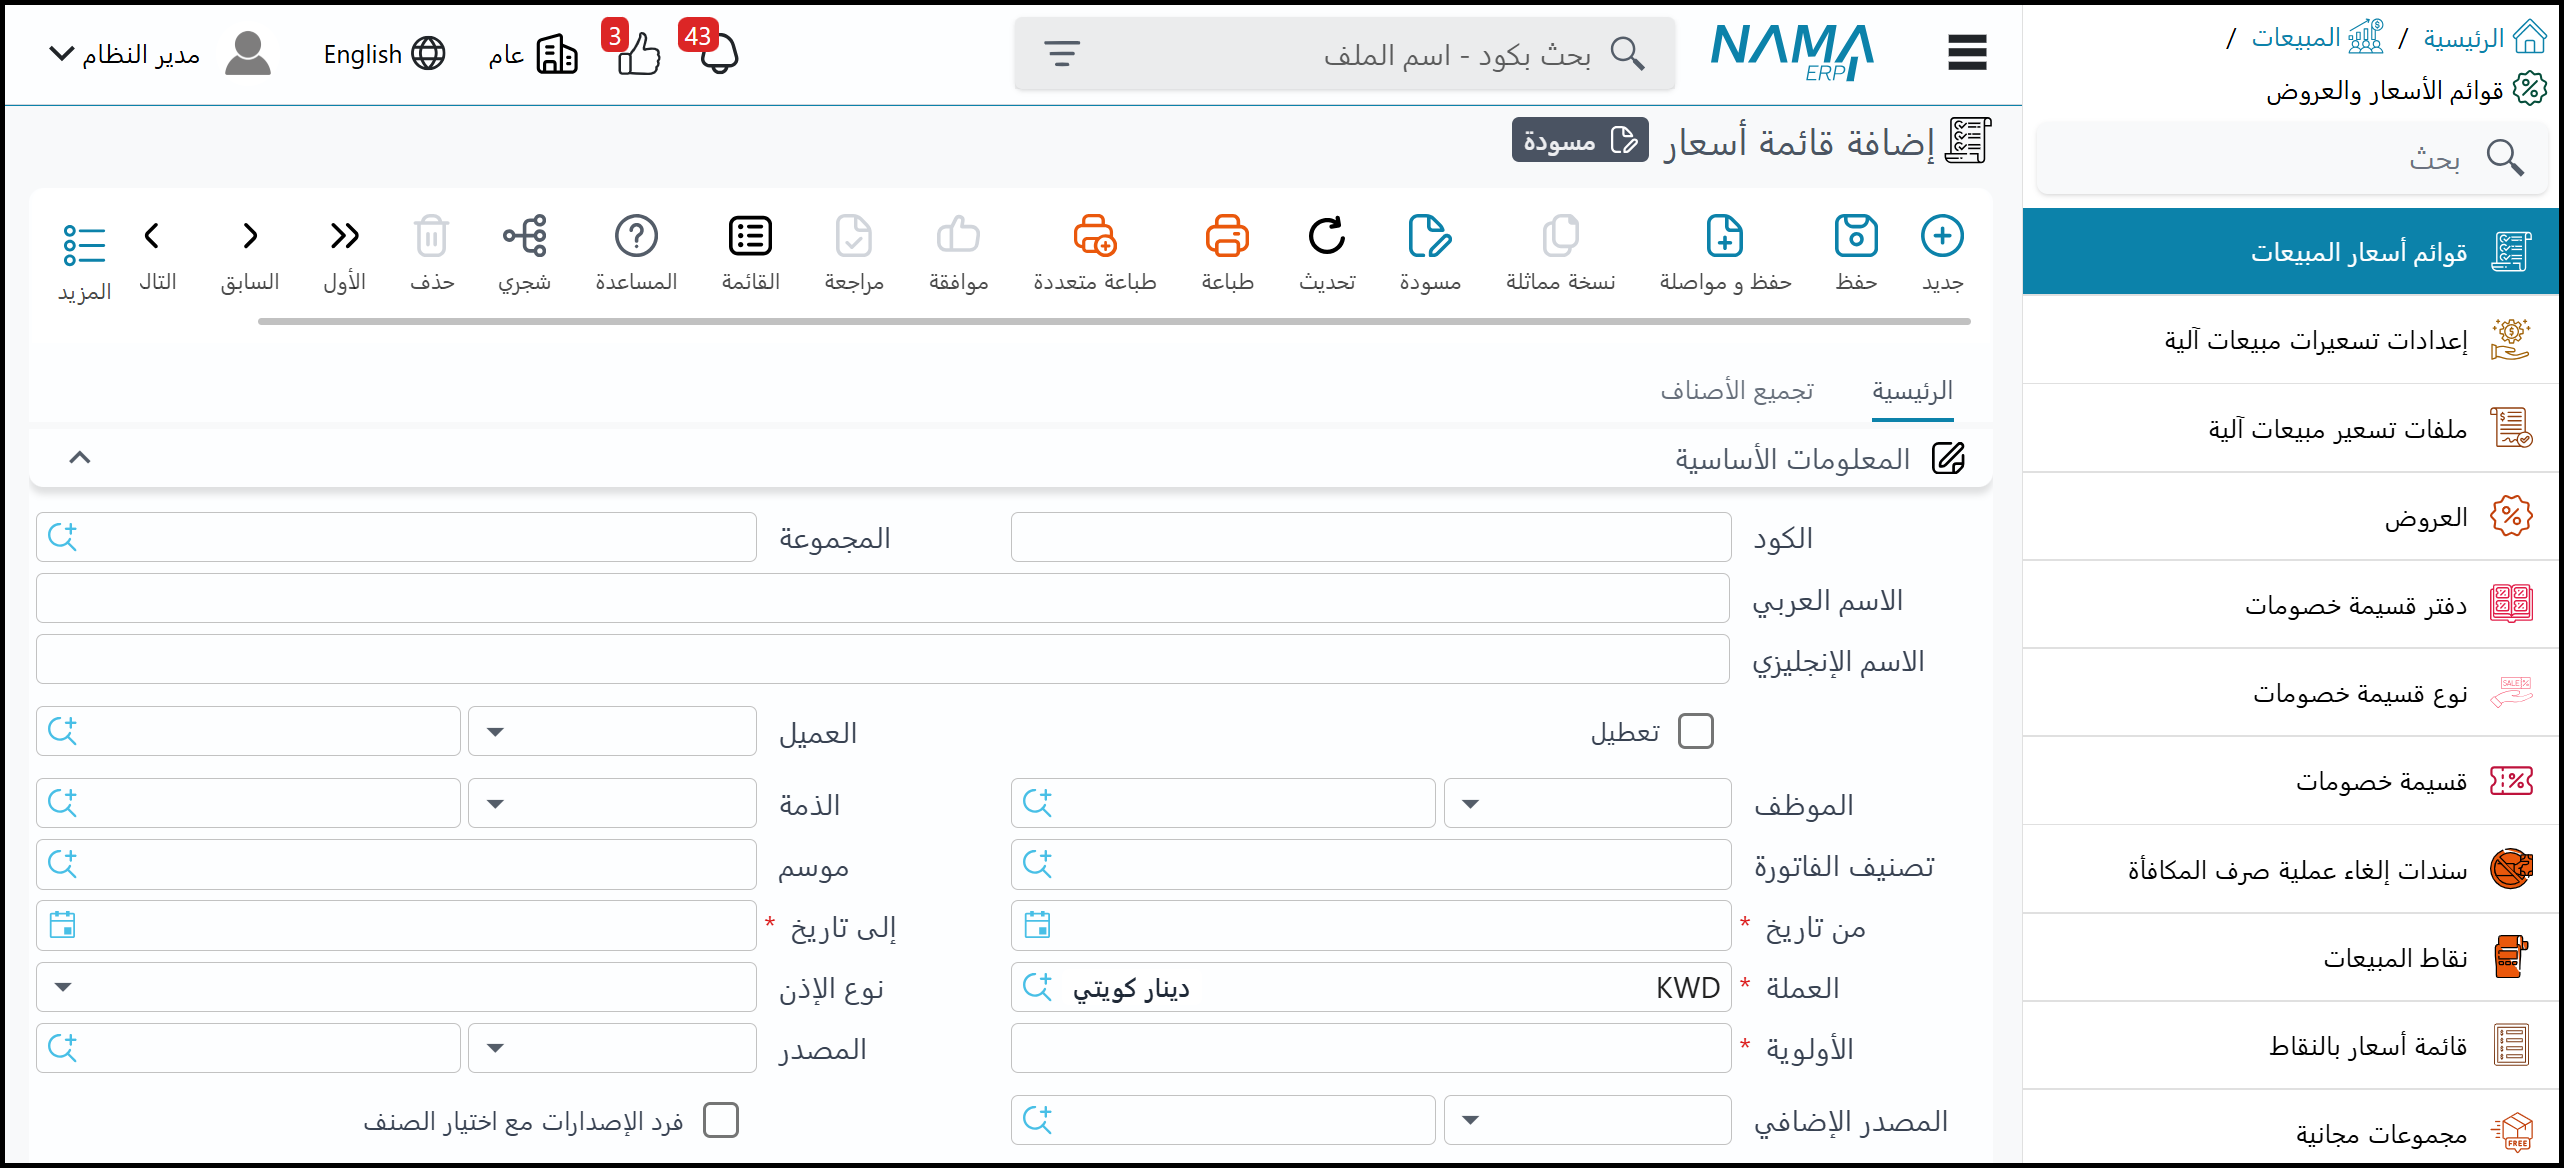 الرئيسية / المبيعات /
قوائم الأسعار والعروض
بحث
قوائم أسعار المبيعات
إعدادات تسعيرات مبيعات آلية
ملفات تسعير مبيعات آلية
العروض
دفتر قسيمة خصومات
نوع قسيمة خصومات
قسيمة خصومات
سندات إلغاء عملية صرف المكافأة
نقاط المبيعات
قائمة أسعار بالنقاط
مجموعات مجانية
NAMA ERP
بحث بكود - اسم الملف
43
3
عام
English
مدير النظام
إضافة قائمة أسعار مسودة
جديد حفظ حفظ و مواصلة نسخة مماثلة مسودة تحديث طباعة طباعة متعددة موافقة مراجعة القائمة المساعدة شجري حذف الأول السابق التال المزيد
الرئيسية تجميع الأصناف
المعلومات الأساسية
الكود المجموعة
الاسم العربي
الاسم الإنجليزي
تعطيل العميل
الموظف الذمة
تصنيف الفاتورة موسم
من تاريخ * إلى تاريخ *
العملة * KWD دينار كويتي نوع الإذن
الأولوية * المصدر
المصدر الإضافي فرد الإصدارات مع اختيار الصنف